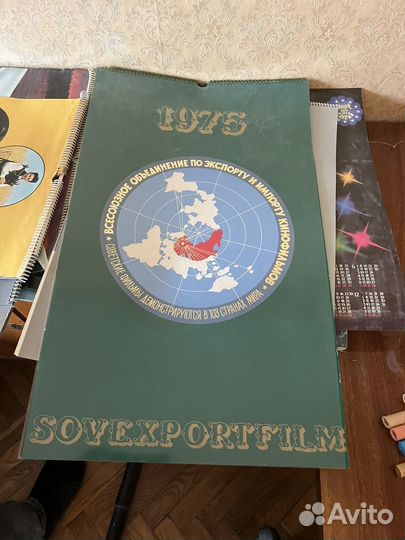 1975
★ ВСЕСОЮЗНОЕ ОБЪЕДИНЕНИЕ ПО ЭКСПОРТУ И ИМПОРТУ КИНОФИЛЬМОВ ★
СОВЕТСКИЕ ФИЛЬМЫ ДЕМОНСТРИРУЮТСЯ В 103 СТРАНАХ МИРА
SOVEXPORTFILM
Avito